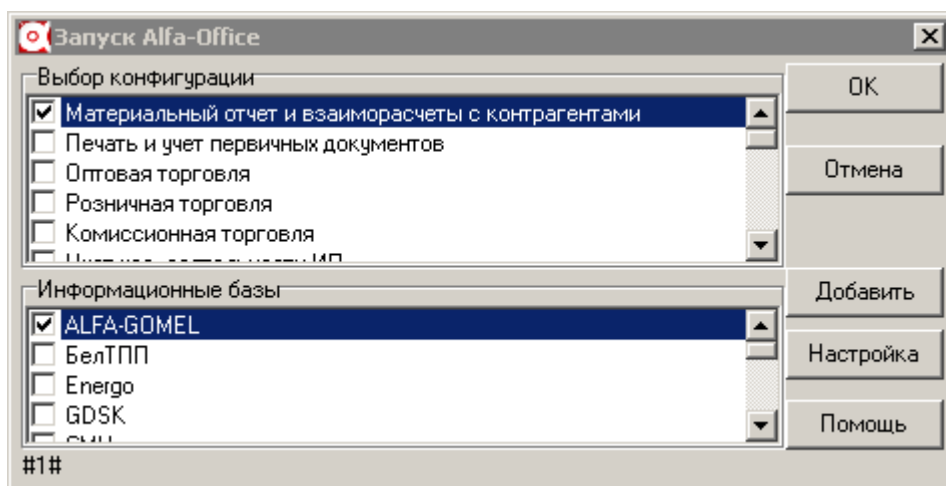 Запуск Alfa-Office
Выбор конфигурации
Материальный отчет и взаиморасчеты с контрагентами
Печать и учет первичных документов
Оптовая торговля
Розничная торговля
Комиссионная торговля
OK
Отмена
Информационные базы
ALFA-GOMEL
БелТПП
Energo
GDSK
Добавить
Настройка
Помощь
#1#